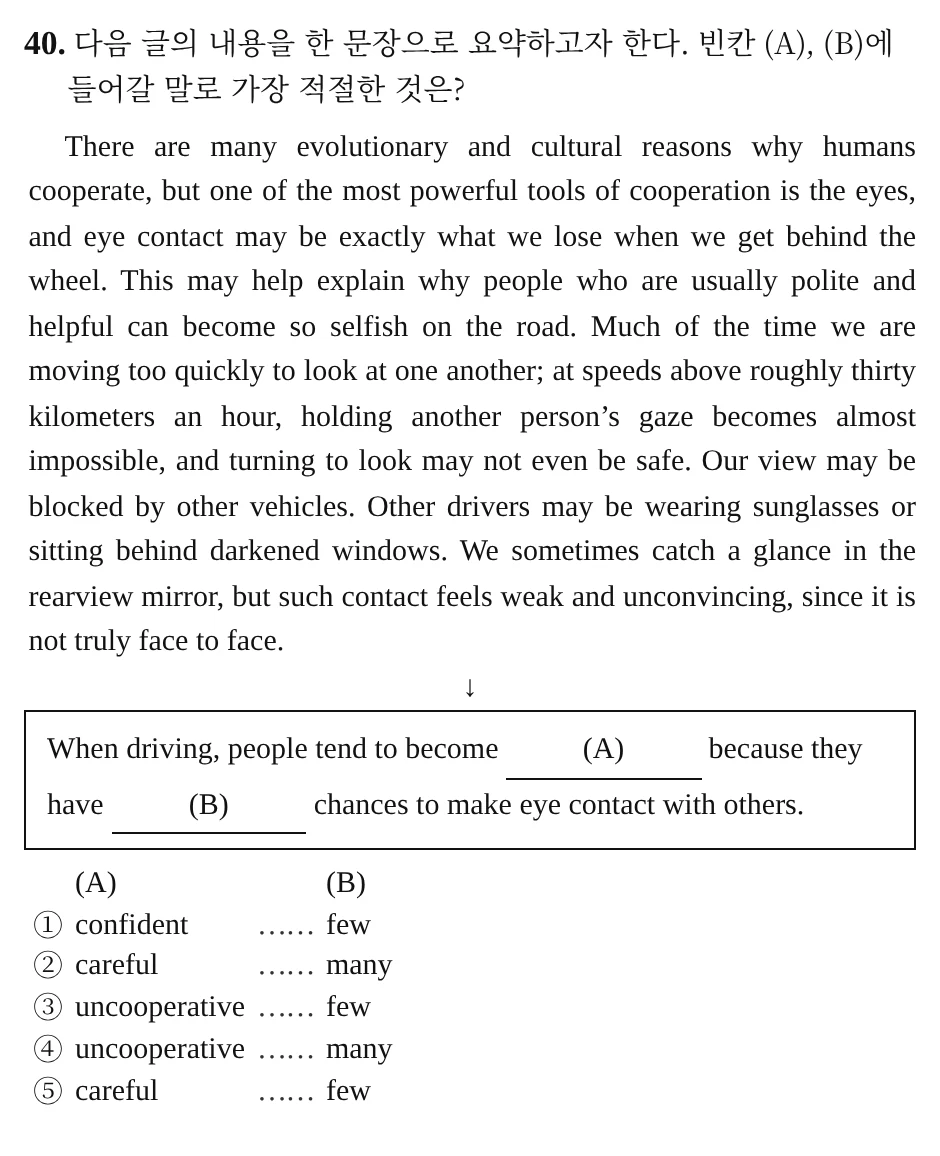 40. 다음 글의 내용을 한 문장으로 요약하고자 한다. 빈칸 (A), (B)에
들어갈 말로 가장 적절한 것은?
There are many evolutionary and cultural reasons why humans
cooperate, but one of the most powerful tools of cooperation is the eyes,
and eye contact may be exactly what we lose when we get behind the
wheel. This may help explain why people who are usually polite and
helpful can become so selfish on the road. Much of the time we are
moving too quickly to look at one another; at speeds above roughly thirty
kilometers an hour, holding another person’s gaze becomes almost
impossible, and turning to look may not even be safe. Our view may be
blocked by other vehicles. Other drivers may be wearing sunglasses or
sitting behind darkened windows. We sometimes catch a glance in the
rearview mirror, but such contact feels weak and unconvincing, since it is
not truly face to face.
↓
When driving, people tend to become (A) because they
have (B) chances to make eye contact with others.
(A) (B)
① confident …… few
② careful …… many
③ uncooperative …… few
④ uncooperative …… many
⑤ careful …… few